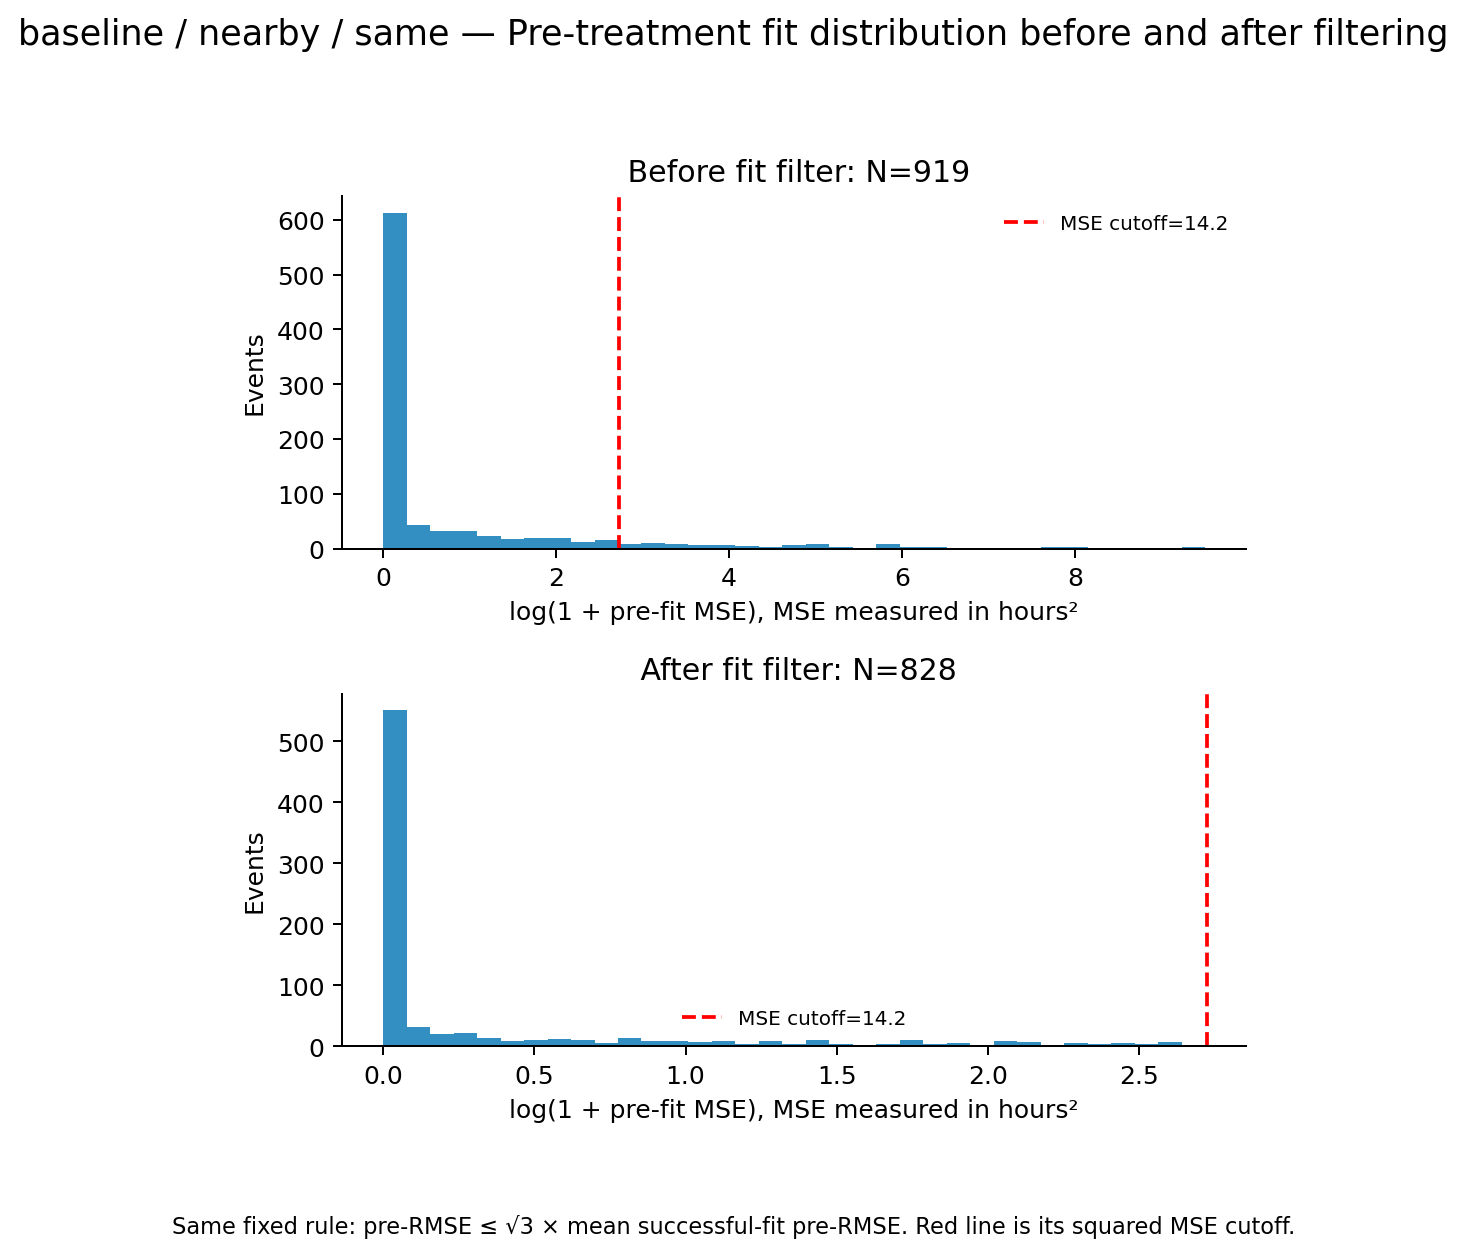 baseline / nearby / same — Pre-treatment fit distribution before and after filtering
Before fit filter: N=919
MSE cutoff=14.2
Events
600
500
400
300
200
100
0
0 2 4 6 8
log(1 + pre-fit MSE), MSE measured in hours²
After fit filter: N=828
Events
500
400
300
200
100
0
MSE cutoff=14.2
0.0 0.5 1.0 1.5 2.0 2.5
log(1 + pre-fit MSE), MSE measured in hours²
Same fixed rule: pre-RMSE ≤ √3 × mean successful-fit pre-RMSE. Red line is its squared MSE cutoff.